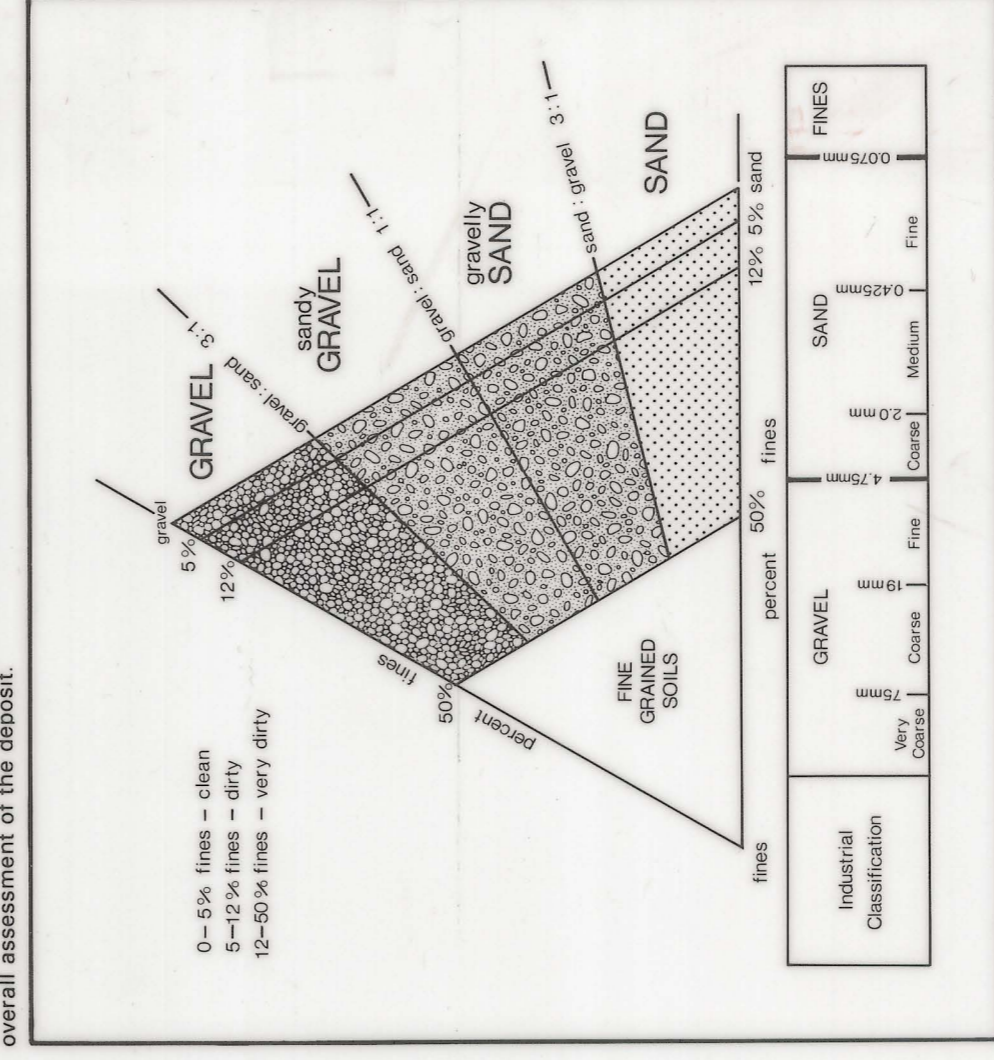 overall assessment of the deposit.
0–5% fines – clean
5–12% fines – dirty
12–50% fines – very dirty
gravel
5%
12%
50%
percent
fines
GRAVEL
gravel : sand 3:1
sandy
GRAVEL
gravel : sand 1:1
gravelly
SAND
sand : gravel 3:1
SAND
FINE
GRAINED
SOILS
fines
percent
50%
fines
12%
5%
sand
Industrial
Classification
GRAVEL
SAND
FINES
Very
Coarse
75mm
Coarse
19mm
Fine
4.75mm
Coarse
2.0mm
Medium
0.425mm
Fine
0.075mm